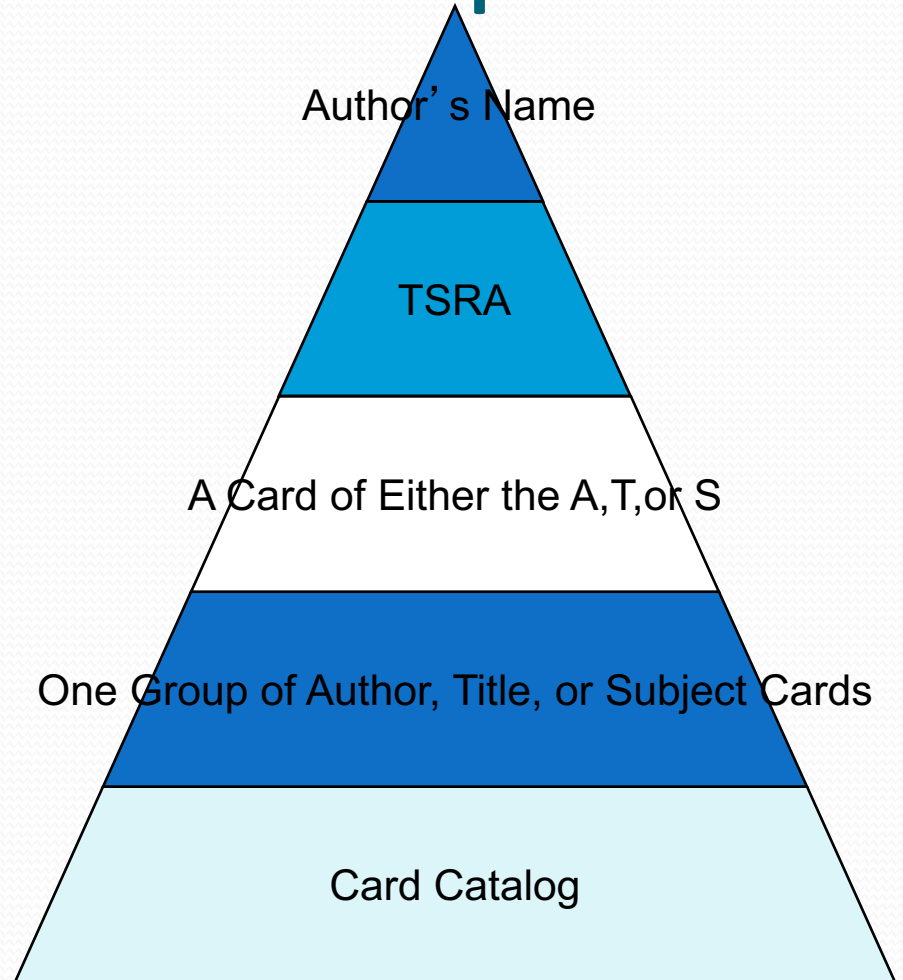 Author’s Name
TSRA
A Card of Either the A,T,or S
One Group of Author, Title, or Subject Cards
Card Catalog